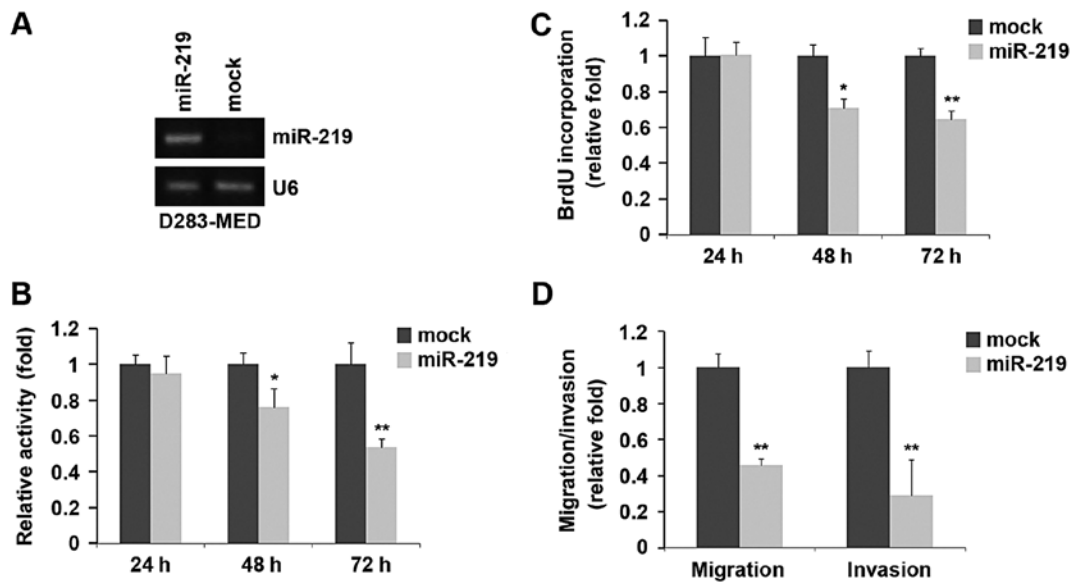 A
miR-219
mock
miR-219
U6
D283-MED
B
Relative activity (fold)
1.2
1
0.8
0.6
0.4
0.2
0
*
**
24 h
48 h
72 h
mock
miR-219
C
BrdU incorporation
(relative fold)
1.2
1
0.8
0.6
0.4
0.2
0
*
**
24 h
48 h
72 h
mock
miR-219
D
Migration/invasion
(relative fold)
1.2
1
0.8
0.6
0.4
0.2
0
**
**
Migration
Invasion
mock
miR-219